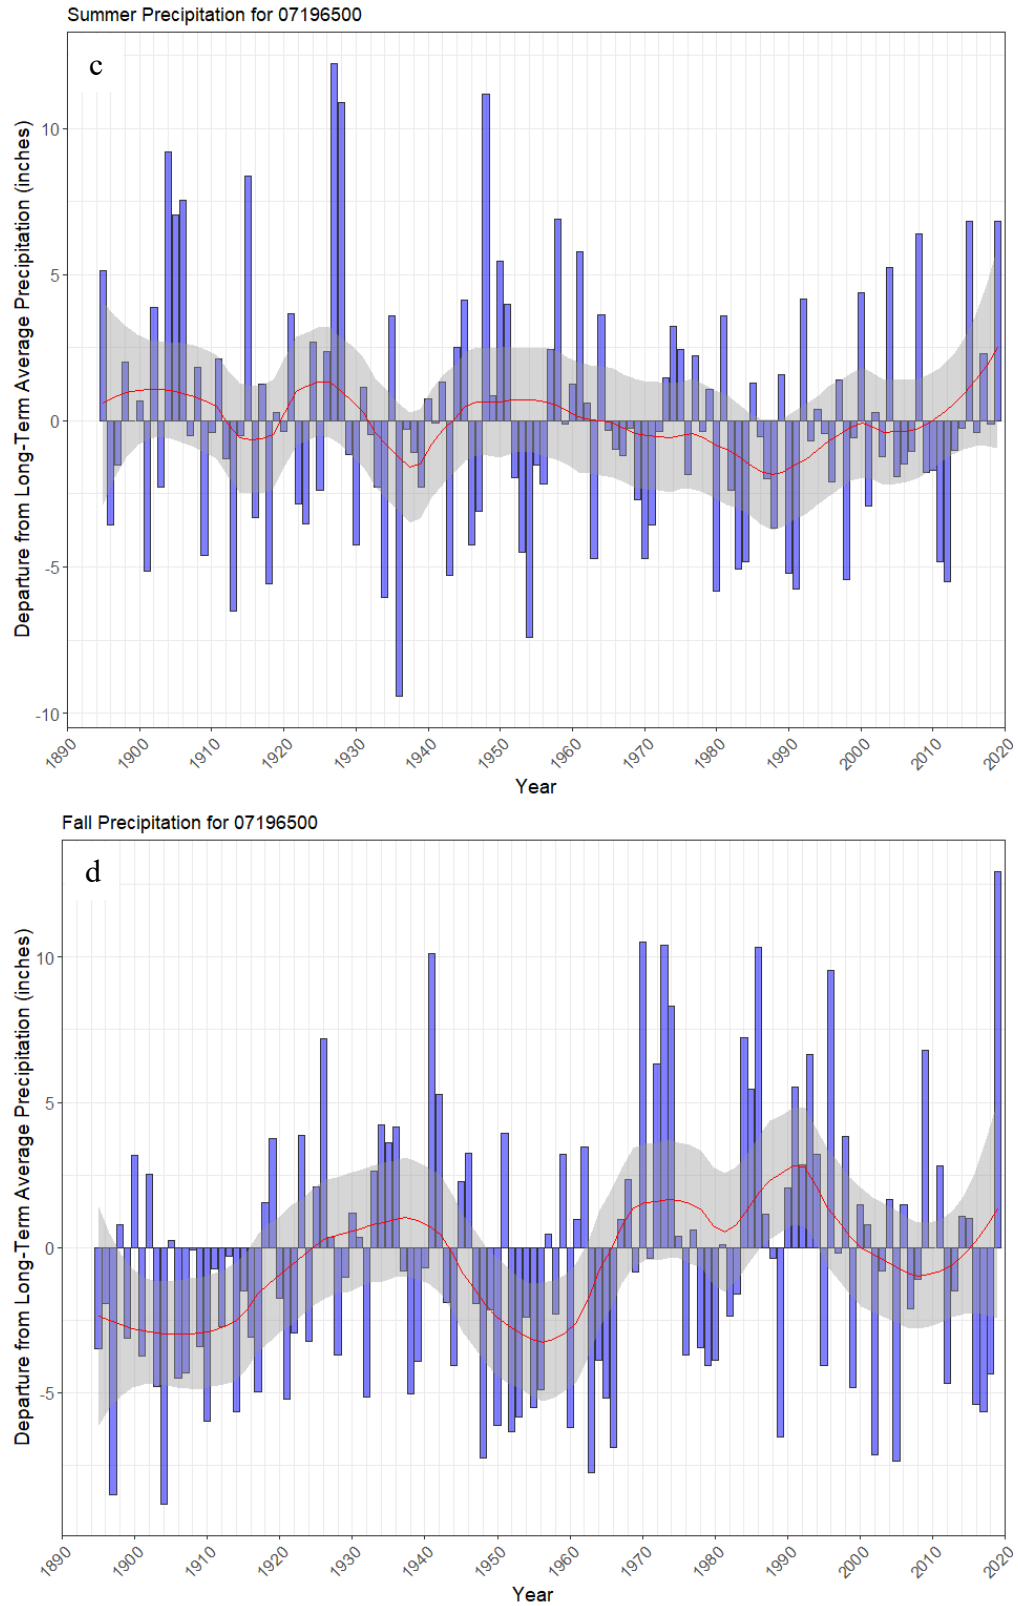 Summer Precipitation for 07196500
c
Departure from Long-Term Average Precipitation (inches)
10
5
0
-5
-10
1890 1900 1910 1920 1930 1940 1950 1960 1970 1980 1990 2000 2010 2020
Year
Fall Precipitation for 07196500
d
Departure from Long-Term Average Precipitation (inches)
10
5
0
-5
1890 1900 1910 1920 1930 1940 1950 1960 1970 1980 1990 2000 2010 2020
Year